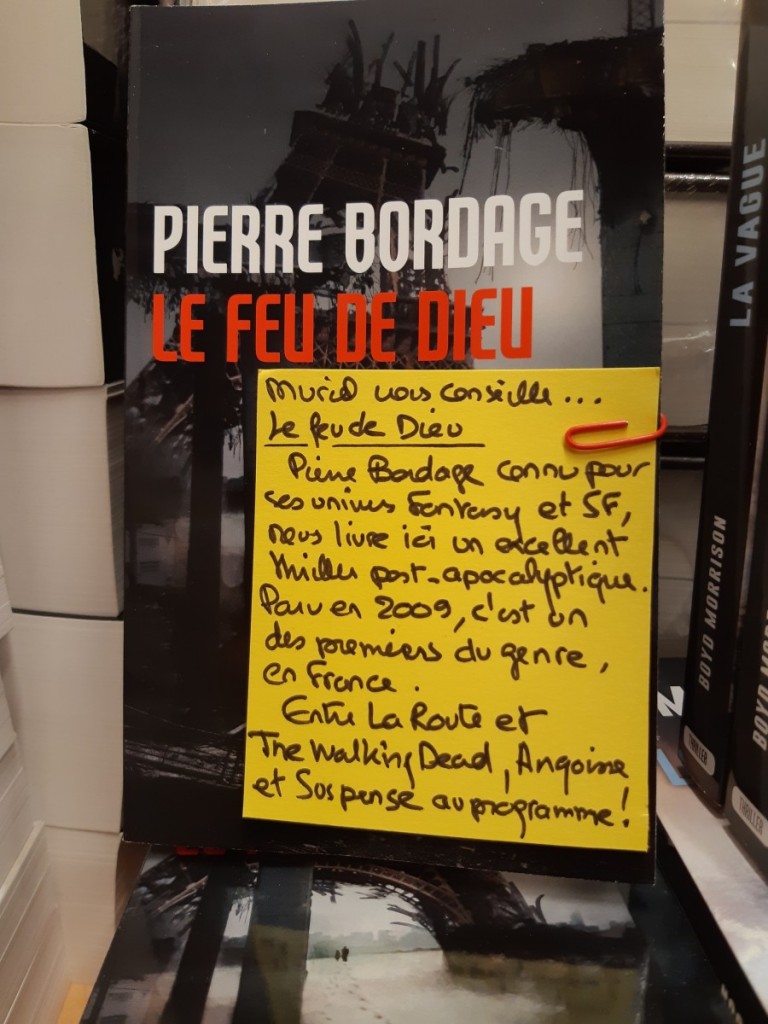 PIERRE BORDAGE
LE FEU DE DIEU
Muriel vous conseille...
Le feu de Dieu
Pierre Bordage connu pour
ses univers Fantasy et SF,
nous livre ici un excellent
thriller post-apocalyptique.
Paru en 2009, c'est un
des premiers du genre,
en France.
Entre La Route et
The Walking Dead, Angoisse
et Suspense au programme!
LA VAGUE
BOYD MORRISON
THRILLER
BOYD
THRILLER